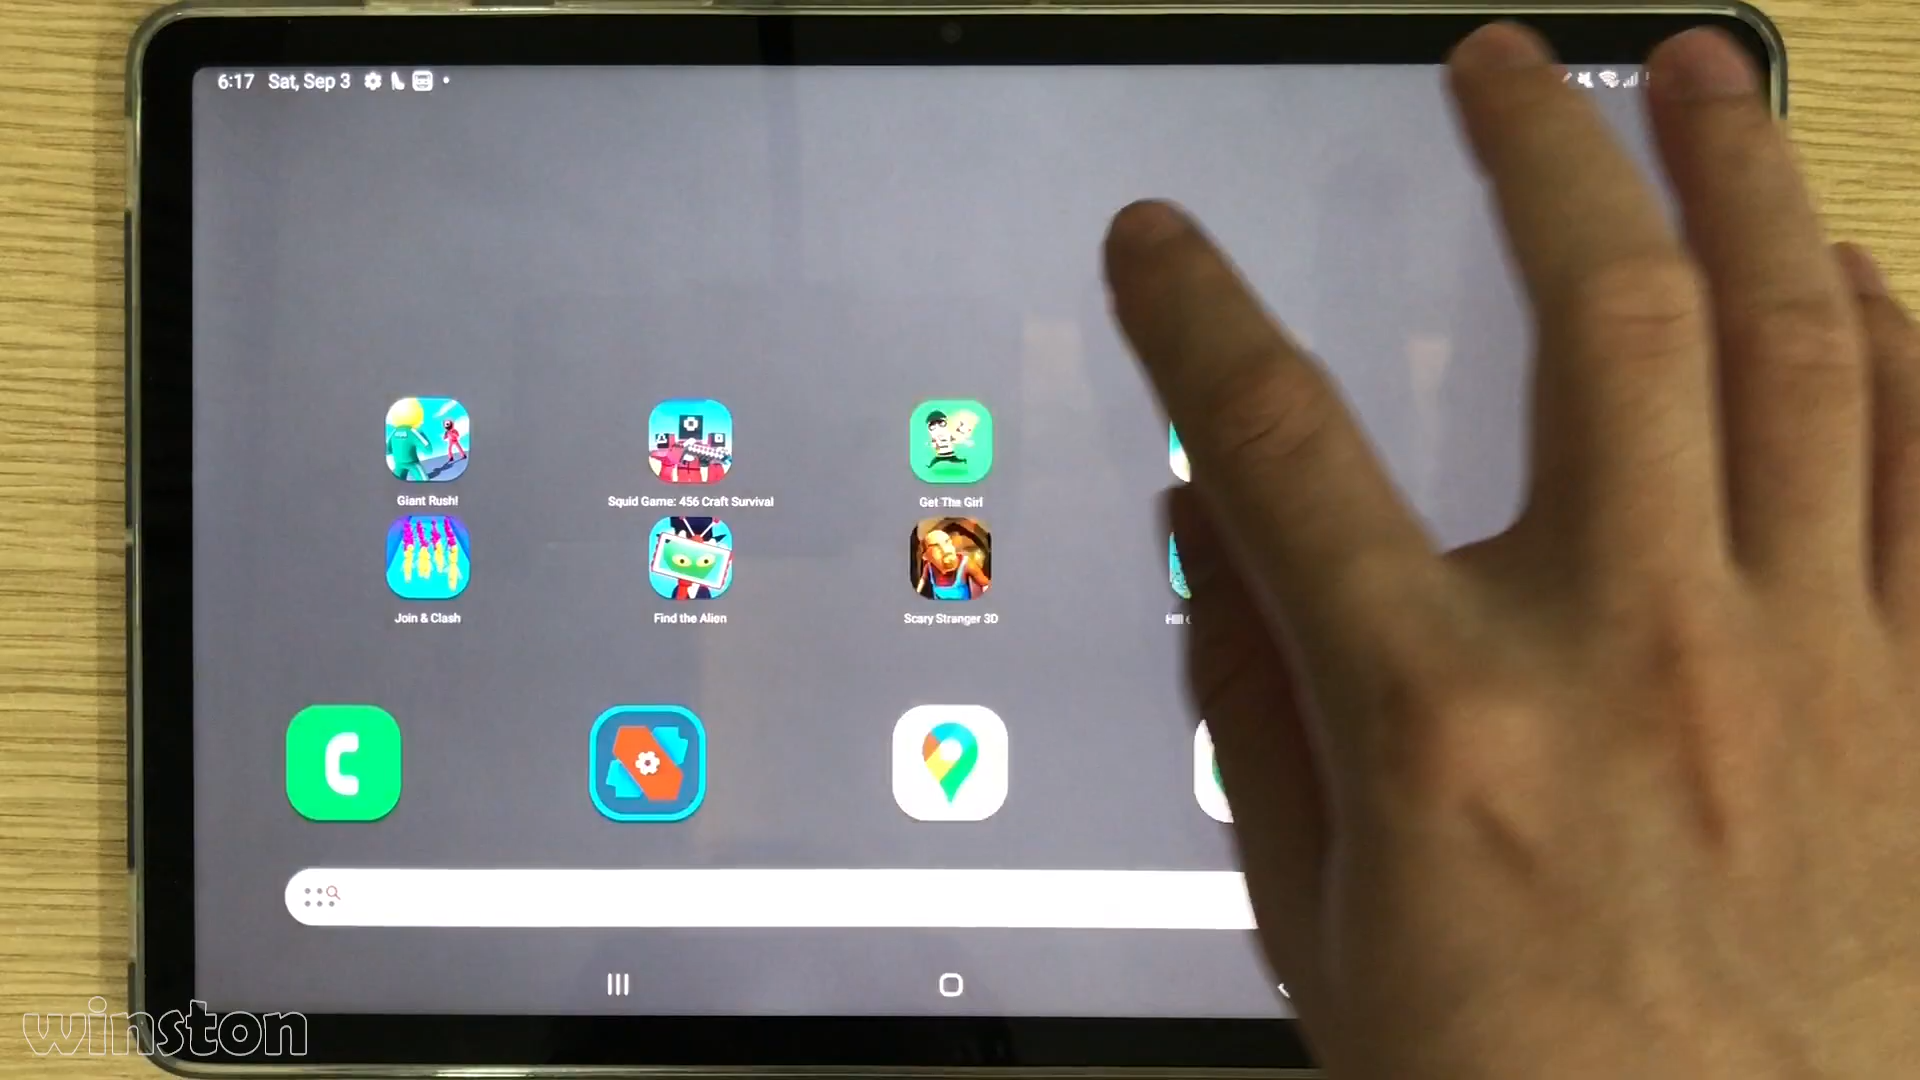 6:17 Sat, Sep 3
Giant Rush!
Squid Game: 456 Craft Survival
Get The Girl
Join & Clash
Find the Alien
Scary Stranger 3D
Hill
winston